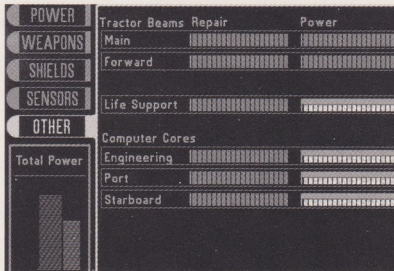 POWER
WEAPONS
SHIELDS
SENSORS
OTHER
Total Power
Tractor Beams Repair Power
Main
Forward
Life Support
Computer Cores
Engineering
Port
Starboard